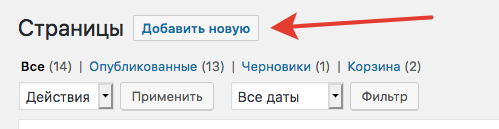 Страницы Добавить новую
Все (14) | Опубликованные (13) | Черновики (1) | Корзина (2)
Действия Применить Все даты Фильтр